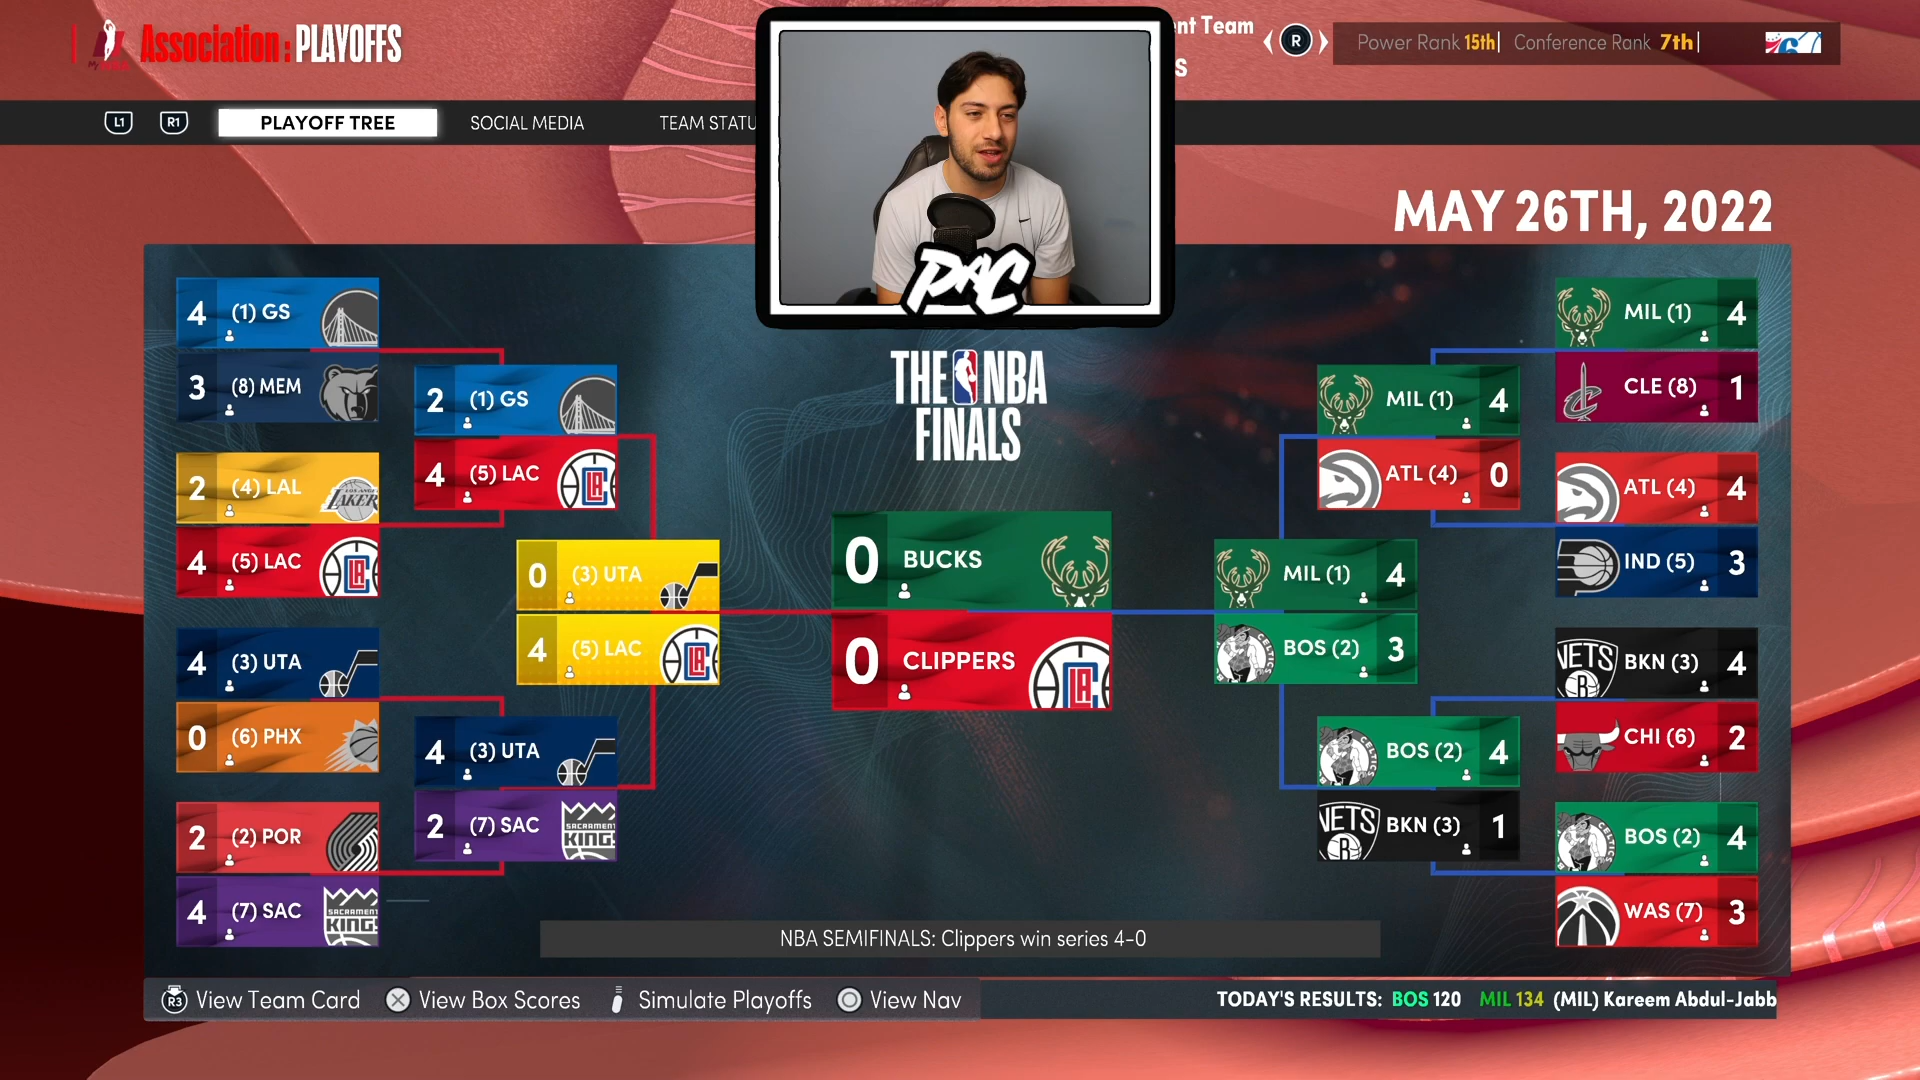 Association: PLAYOFFS
nt Team
S
R
Power Rank 15th
Conference Rank 7th
L1
R1
PLAYOFF TREE
SOCIAL MEDIA
TEAM STATU
PAC
MAY 26TH, 2022
THE NBA
FINALS
4 (1) GS
3 (8) MEM
2 (4) LAL
4 (5) LAC
4 (3) UTA
0 (6) PHX
2 (2) POR
4 (7) SAC
2 (1) GS
4 (5) LAC
4 (3) UTA
2 (7) SAC
0 (3) UTA
4 (5) LAC
0 BUCKS
0 CLIPPERS
MIL (1) 4
BOS (2) 3
MIL (1) 4
ATL (4) 0
BOS (2) 4
BKN (3) 1
MIL (1) 4
CLE (8) 1
ATL (4) 4
IND (5) 3
BKN (3) 4
CHI (6) 2
BOS (2) 4
WAS (7) 3
NBA SEMIFINALS: Clippers win series 4-0
R3 View Team Card
View Box Scores
Simulate Playoffs
View Nav
TODAY'S RESULTS: BOS 120 MIL 134 (MIL) Kareem Abdul-Jabb